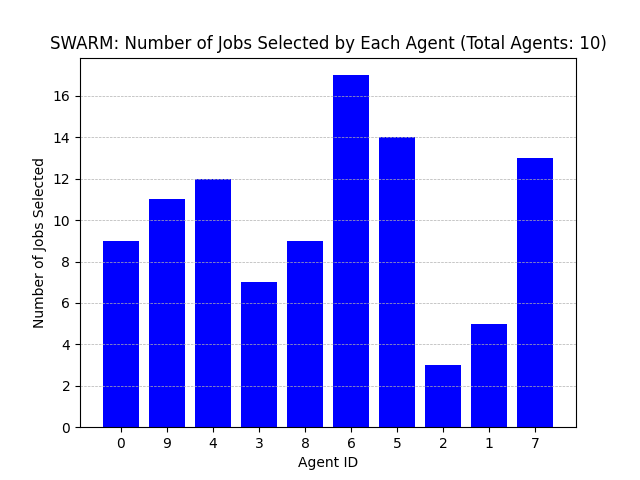 SWARM: Number of Jobs Selected by Each Agent (Total Agents: 10)
Number of Jobs Selected
16
14
12
10
8
6
4
2
0
0 9 4 3 8 6 5 2 1 7
Agent ID